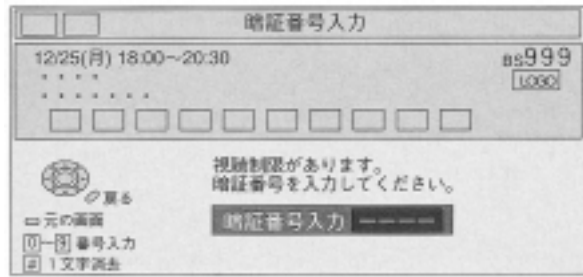 暗証番号入力
12/25(月) 18:00〜20:30
BS999
LOGO
視聴制限があります。
暗証番号を入力してください。
戻る
元の画面
暗証番号入力 ————
0—9 番号入力
# 1文字消去